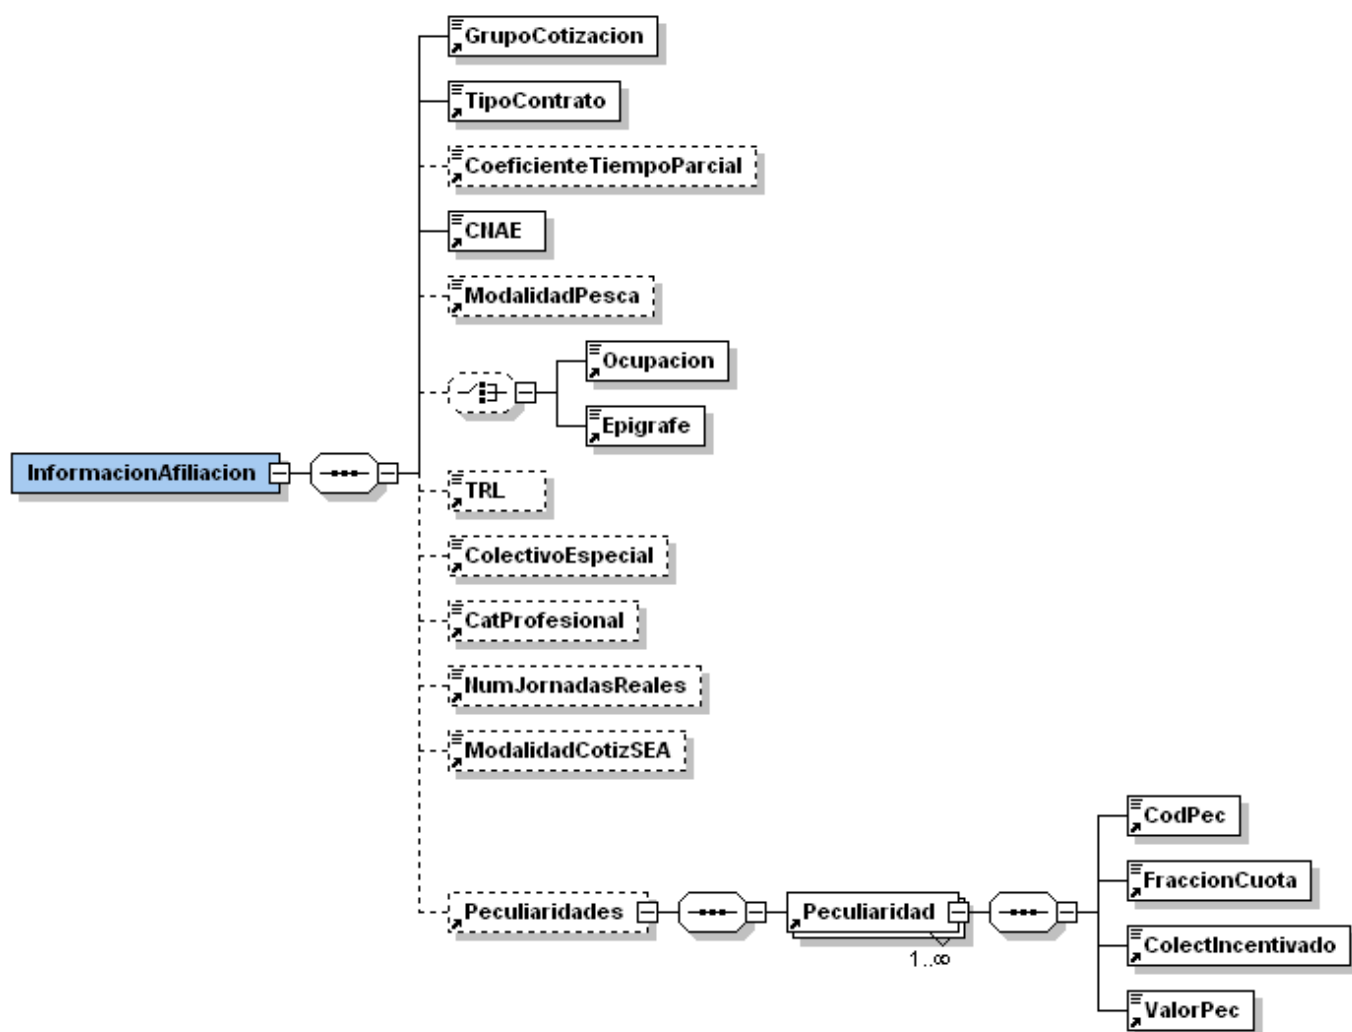 GrupoCotizacion
TipoContrato
CoeficienteTiempoParcial
CNAE
ModalidadPesca
Ocupacion
Epigrafe
InformacionAfiliacion
TRL
ColectivoEspecial
CatProfesional
NumJornadasReales
ModalidadCotizSEA
Peculiaridades
Peculiaridad
1..∞
CodPec
FraccionCuota
ColectIncentivado
ValorPec